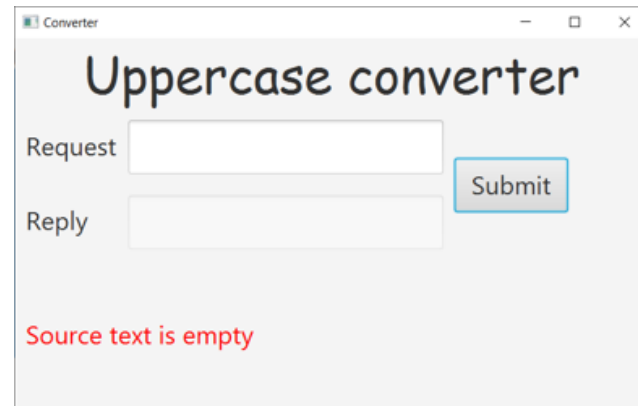 Converter
Uppercase converter
Request
Submit
Reply
Source text is empty